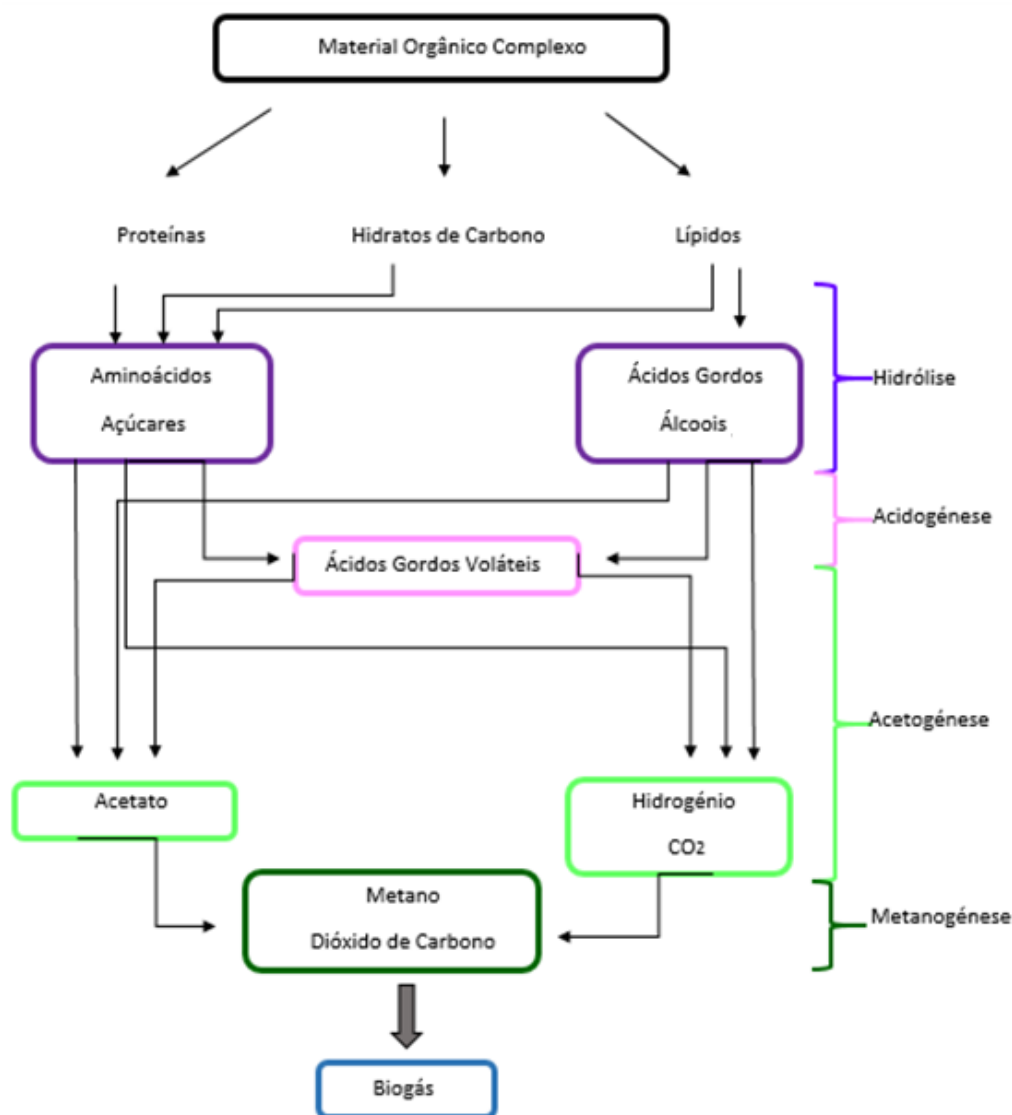 Material Orgânico Complexo
Proteínas
Hidratos de Carbono
Lípidos
Aminoácidos
Açúcares
Ácidos Gordos
Álcoois
Hidrólise
Acidogénese
Ácidos Gordos Voláteis
Acetogénese
Acetato
Hidrogénio
CO2
Metano
Dióxido de Carbono
Metanogénese
Biogás